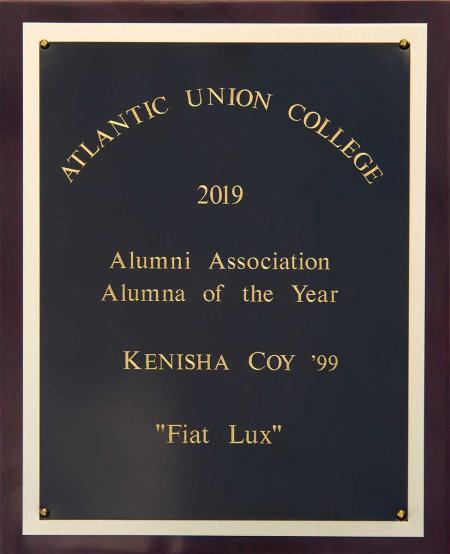 ATLANTIC UNION COLLEGE
2019
Alumni Association
Alumna of the Year
KENISHA COY '99
"Fiat Lux"